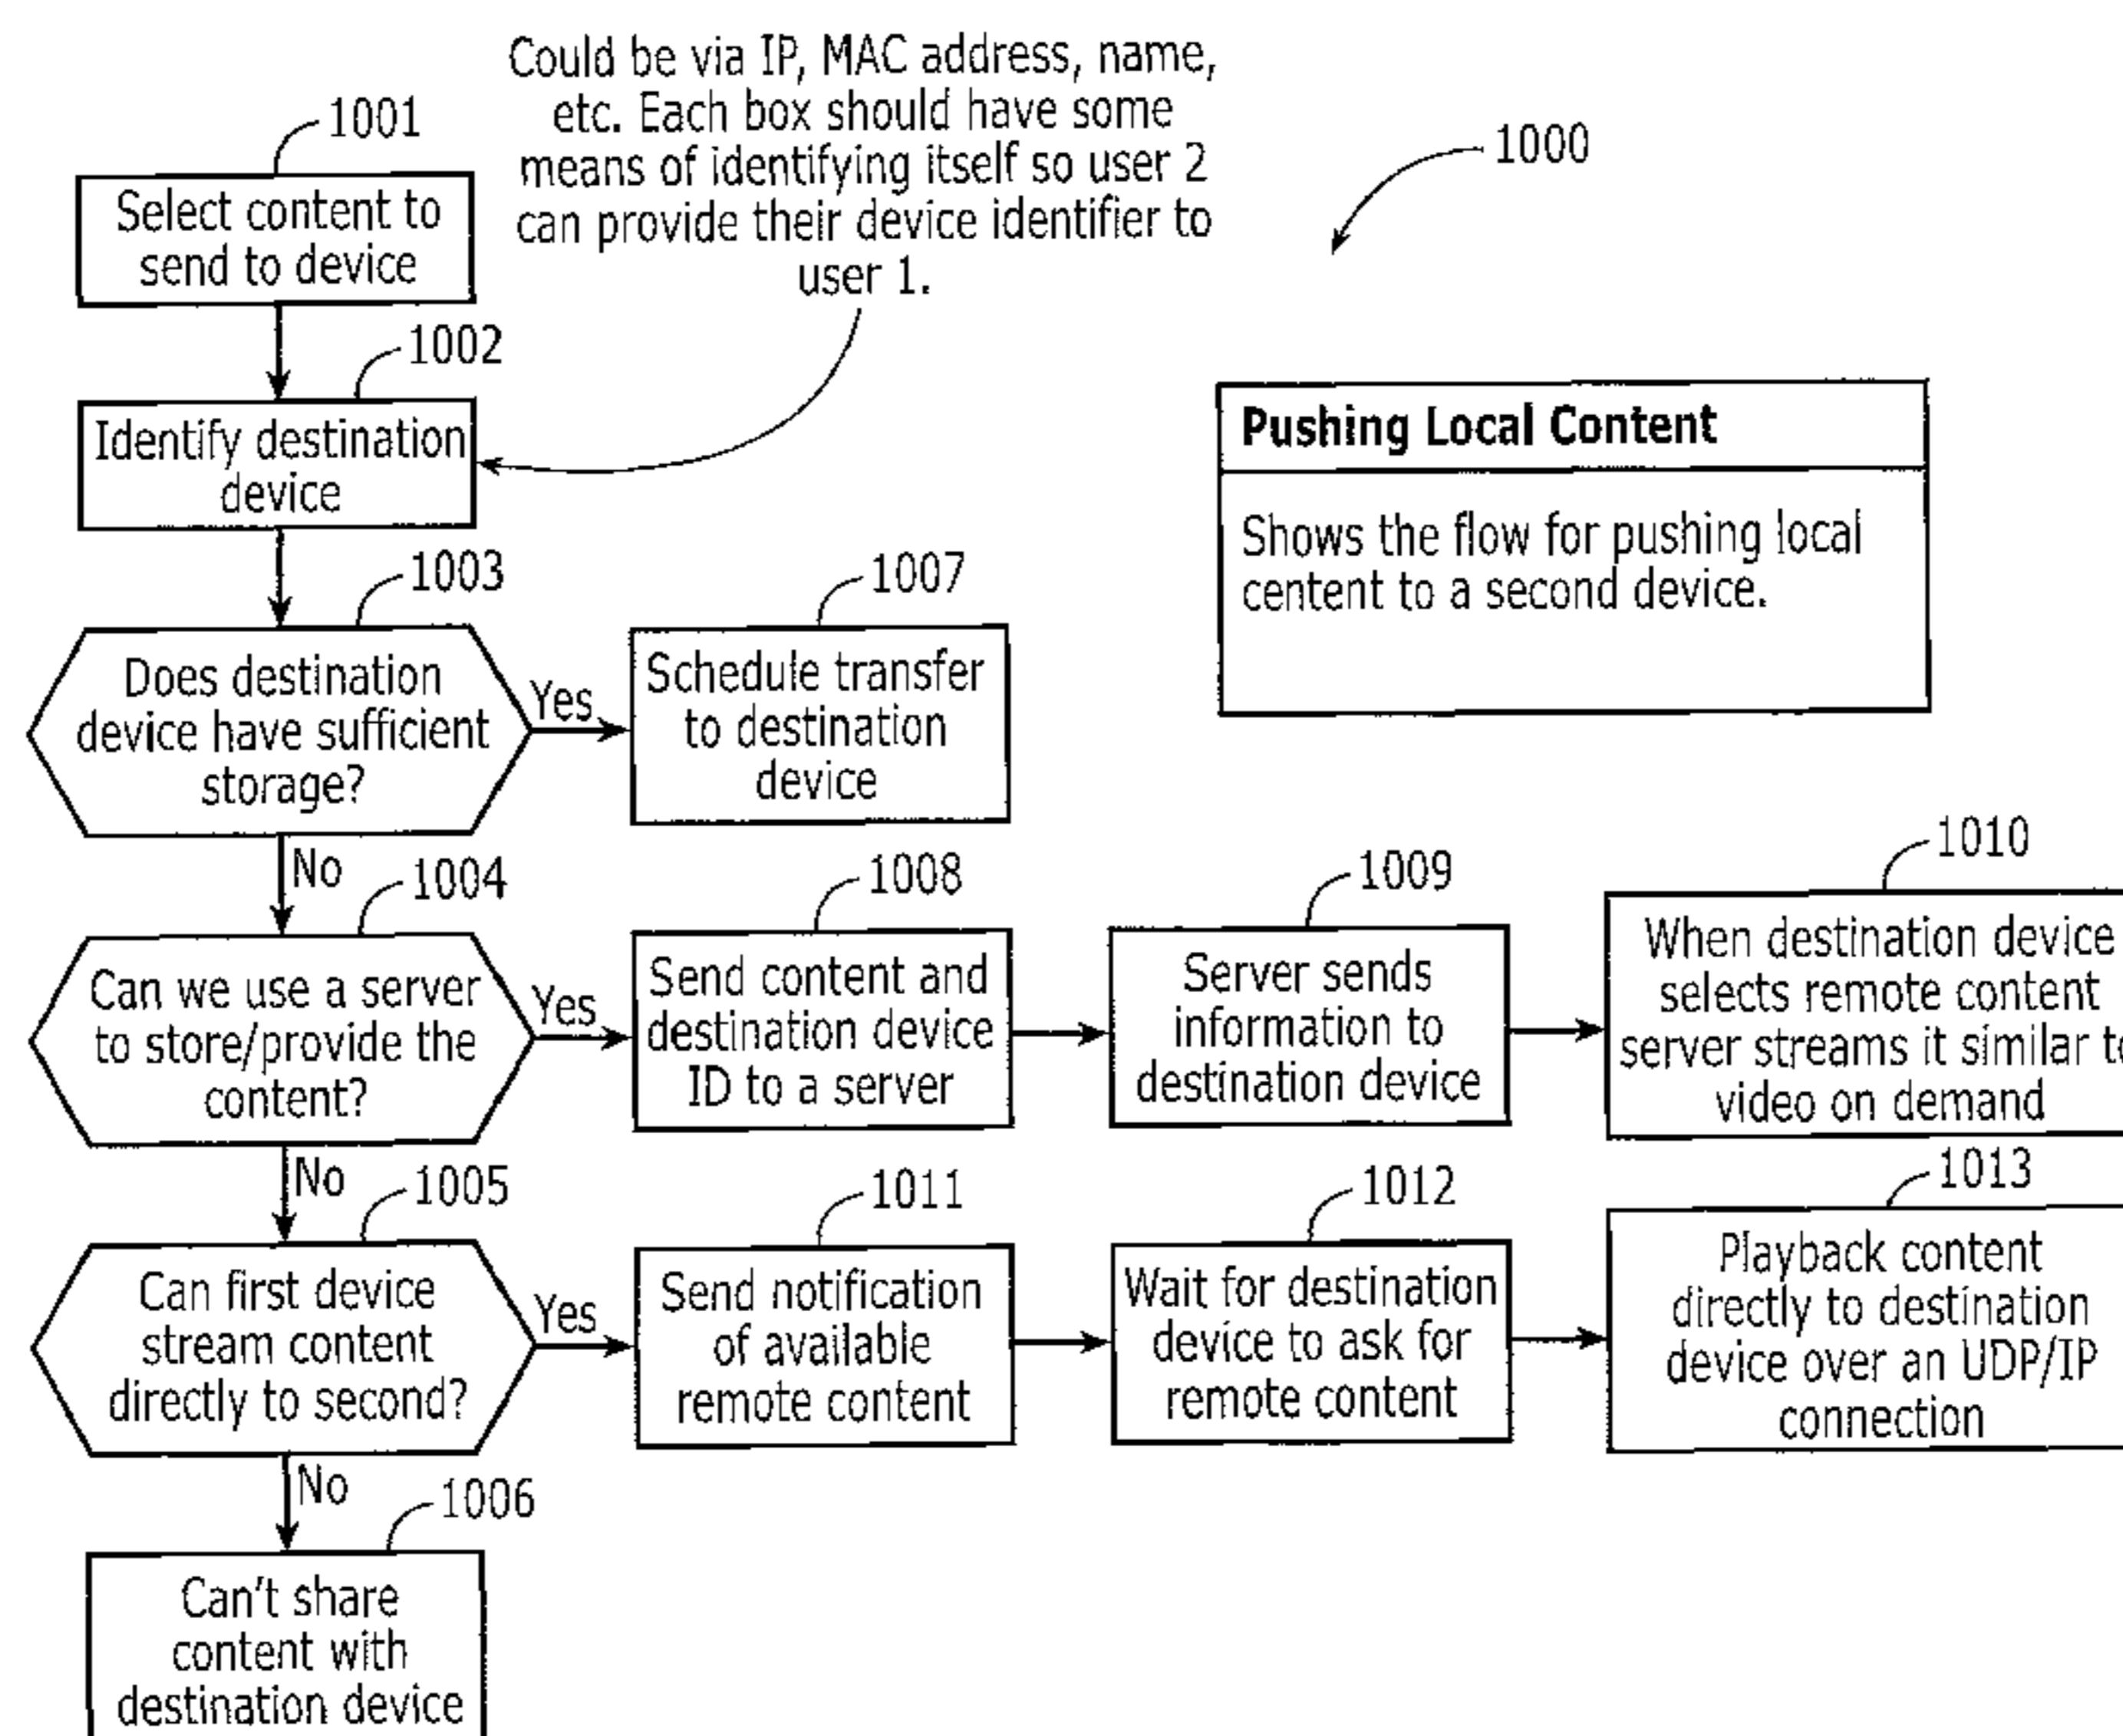 Could be via IP, MAC address, name,
etc. Each box should have some
means of identifying itself so user 2
can provide their device identifier to
user 1.
1000
1001
Select content to
send to device
1002
Identify destination
device
Pushing Local Content
Shows the flow for pushing local
centent to a second device.
1003
Does destination
device have sufficient
storage?
Yes
1007
Schedule transfer
to destination
device
No
1004
Can we use a server
to store/provide the
content?
Yes
1008
Send content and
destination device
ID to a server
1009
Server sends
information to
destination device
1010
When destination device
selects remote content
server streams it similar to
video on demand
No
1005
Can first device
stream content
directly to second?
Yes
1011
Send notification
of available
remote content
1012
Wait for destination
device to ask for
remote content
1013
Playback content
directly to destination
device over an UDP/IP
connection
No
1006
Can't share
content with
destination device